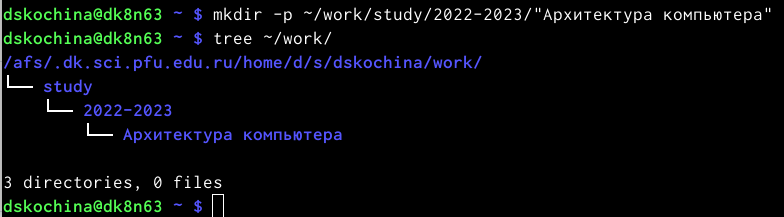 dskochina@dk8n63 ~ $ mkdir -p ~/work/study/2022-2023/"Архитектура компьютера"
dskochina@dk8n63 ~ $ tree ~/work/
/afs/.dk.sci.pfu.edu.ru/home/d/s/dskochina/work/
└── study
    └── 2022-2023
        └── Архитектура компьютера

3 directories, 0 files
dskochina@dk8n63 ~ $